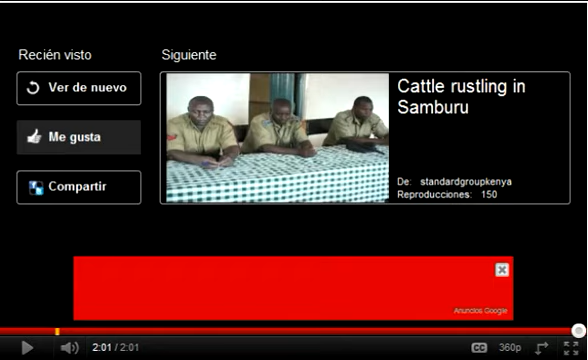 Recién visto
Siguiente
Ver de nuevo
Me gusta
Compartir
Cattle rustling in
Samburu
De: standardgroupkenya
Reproducciones: 150
Anuncios Google
2:01 / 2:01
CC
360p